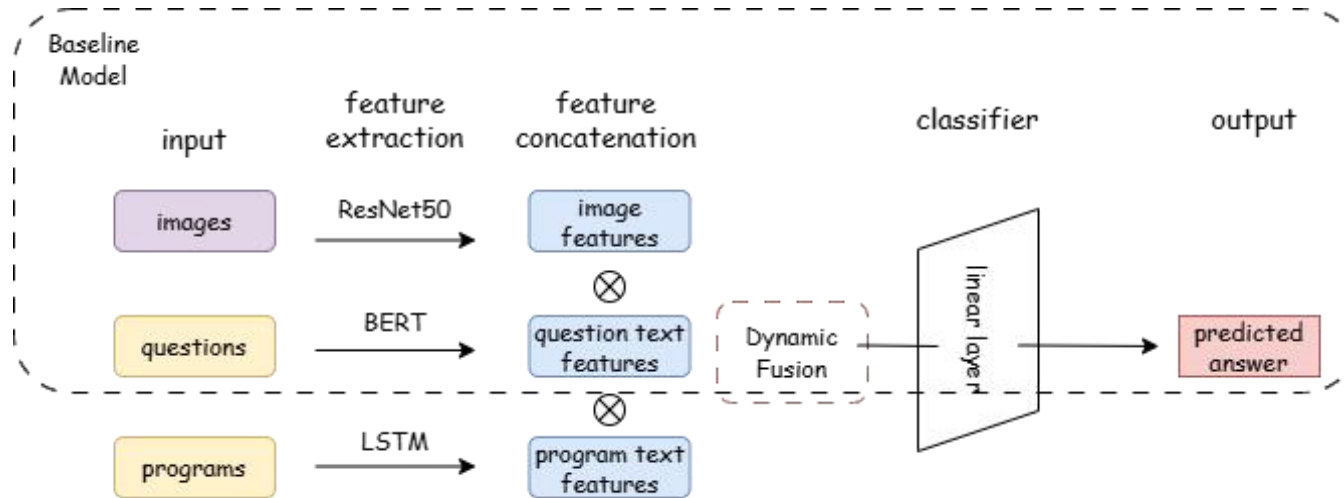 Baseline
Model
input
feature
extraction
feature
concatenation
classifier
output
images
ResNet50
image
features
questions
BERT
question text
features
Dynamic
Fusion
linear layer
predicted
answer
programs
LSTM
program text
features